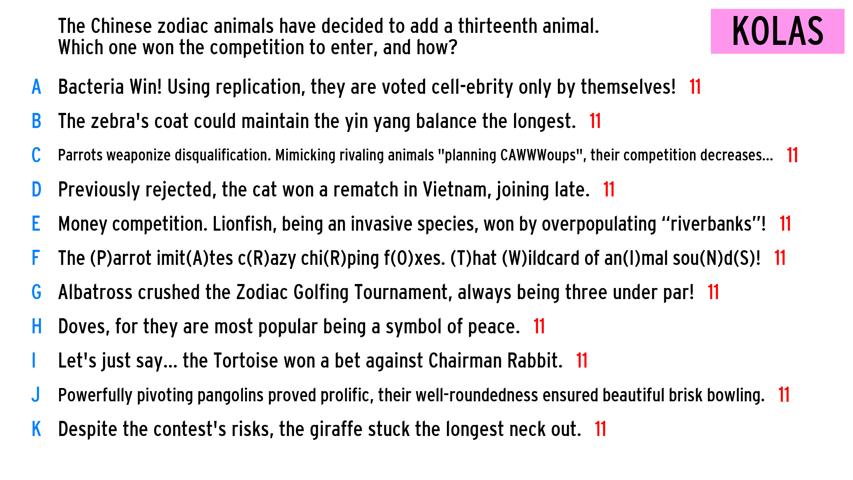 The Chinese zodiac animals have decided to add a thirteenth animal.
Which one won the competition to enter, and how?
KOLAS
A Bacteria Win! Using replication, they are voted cell-ebrity only by themselves! 11
B The zebra's coat could maintain the yin yang balance the longest. 11
C Parrots weaponize disqualification. Mimicking rivaling animals "planning CAWWWoups", their competition decreases... 11
D Previously rejected, the cat won a rematch in Vietnam, joining late. 11
E Money competition. Lionfish, being an invasive species, won by overpopulating “riverbanks”! 11
F The (P)arrot imit(A)tes c(R)azy chi(R)ping f(O)xes. (T)hat (W)ildcard of an(I)mal sou(N)d(S)! 11
G Albatross crushed the Zodiac Golfing Tournament, always being three under par! 11
H Doves, for they are most popular being a symbol of peace. 11
I Let's just say... the Tortoise won a bet against Chairman Rabbit. 11
J Powerfully pivoting pangolins proved prolific, their well-roundedness ensured beautiful brisk bowling. 11
K Despite the contest's risks, the giraffe stuck the longest neck out. 11